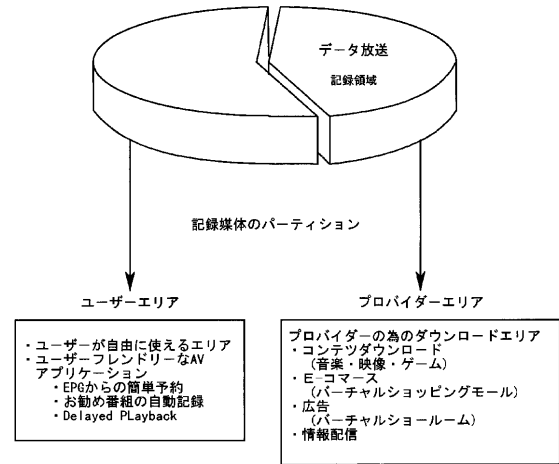 データ放送
記録領域
記録媒体のパーティション
ユーザーエリア
・ユーザーが自由に使えるエリア
・ユーザーフレンドリーなAV
アプリケーション
・EPGからの簡単予約
・お勧め番組の自動記録
・Delayed PLayback
プロバイダーエリア
プロバイダーの為のダウンロードエリア
・コンテツダウンロード
(音楽・映像・ゲーム)
・E-コマース
(バーチャルショッピングモール)
・広告
(バーチャルショールーム)
・情報配信